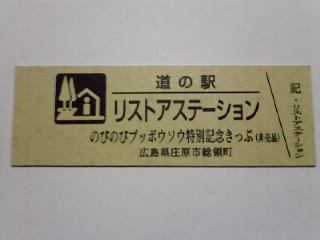 道の駅
リストアステーション
のびのびブッポウソウ特別記念きっぷ(非売品)
広島県庄原市総領町
記・リストアステーション